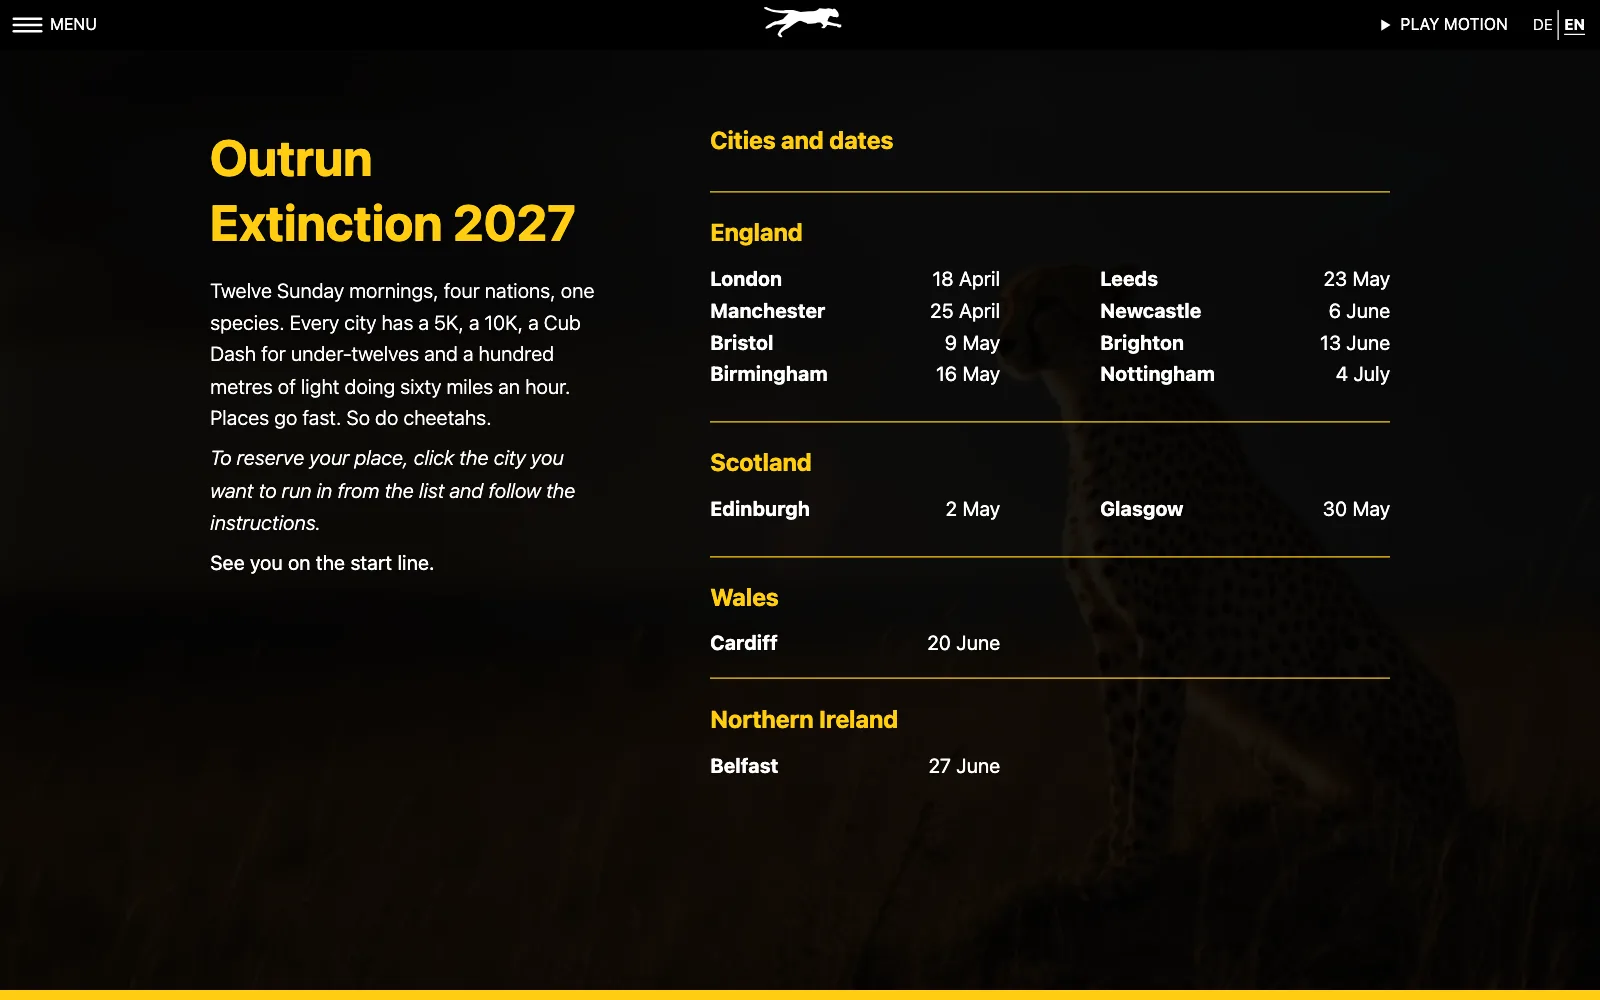 MENU
PLAY MOTION
DE
EN
Outrun
Extinction 2027
Twelve Sunday mornings, four nations, one
species. Every city has a 5K, a 10K, a Cub
Dash for under-twelves and a hundred
metres of light doing sixty miles an hour.
Places go fast. So do cheetahs.
To reserve your place, click the city you
want to run in from the list and follow the
instructions.
See you on the start line.
Cities and dates
England
London 18 April
Manchester 25 April
Bristol 9 May
Birmingham 16 May
Leeds 23 May
Newcastle 6 June
Brighton 13 June
Nottingham 4 July
Scotland
Edinburgh 2 May
Glasgow 30 May
Wales
Cardiff 20 June
Northern Ireland
Belfast 27 June